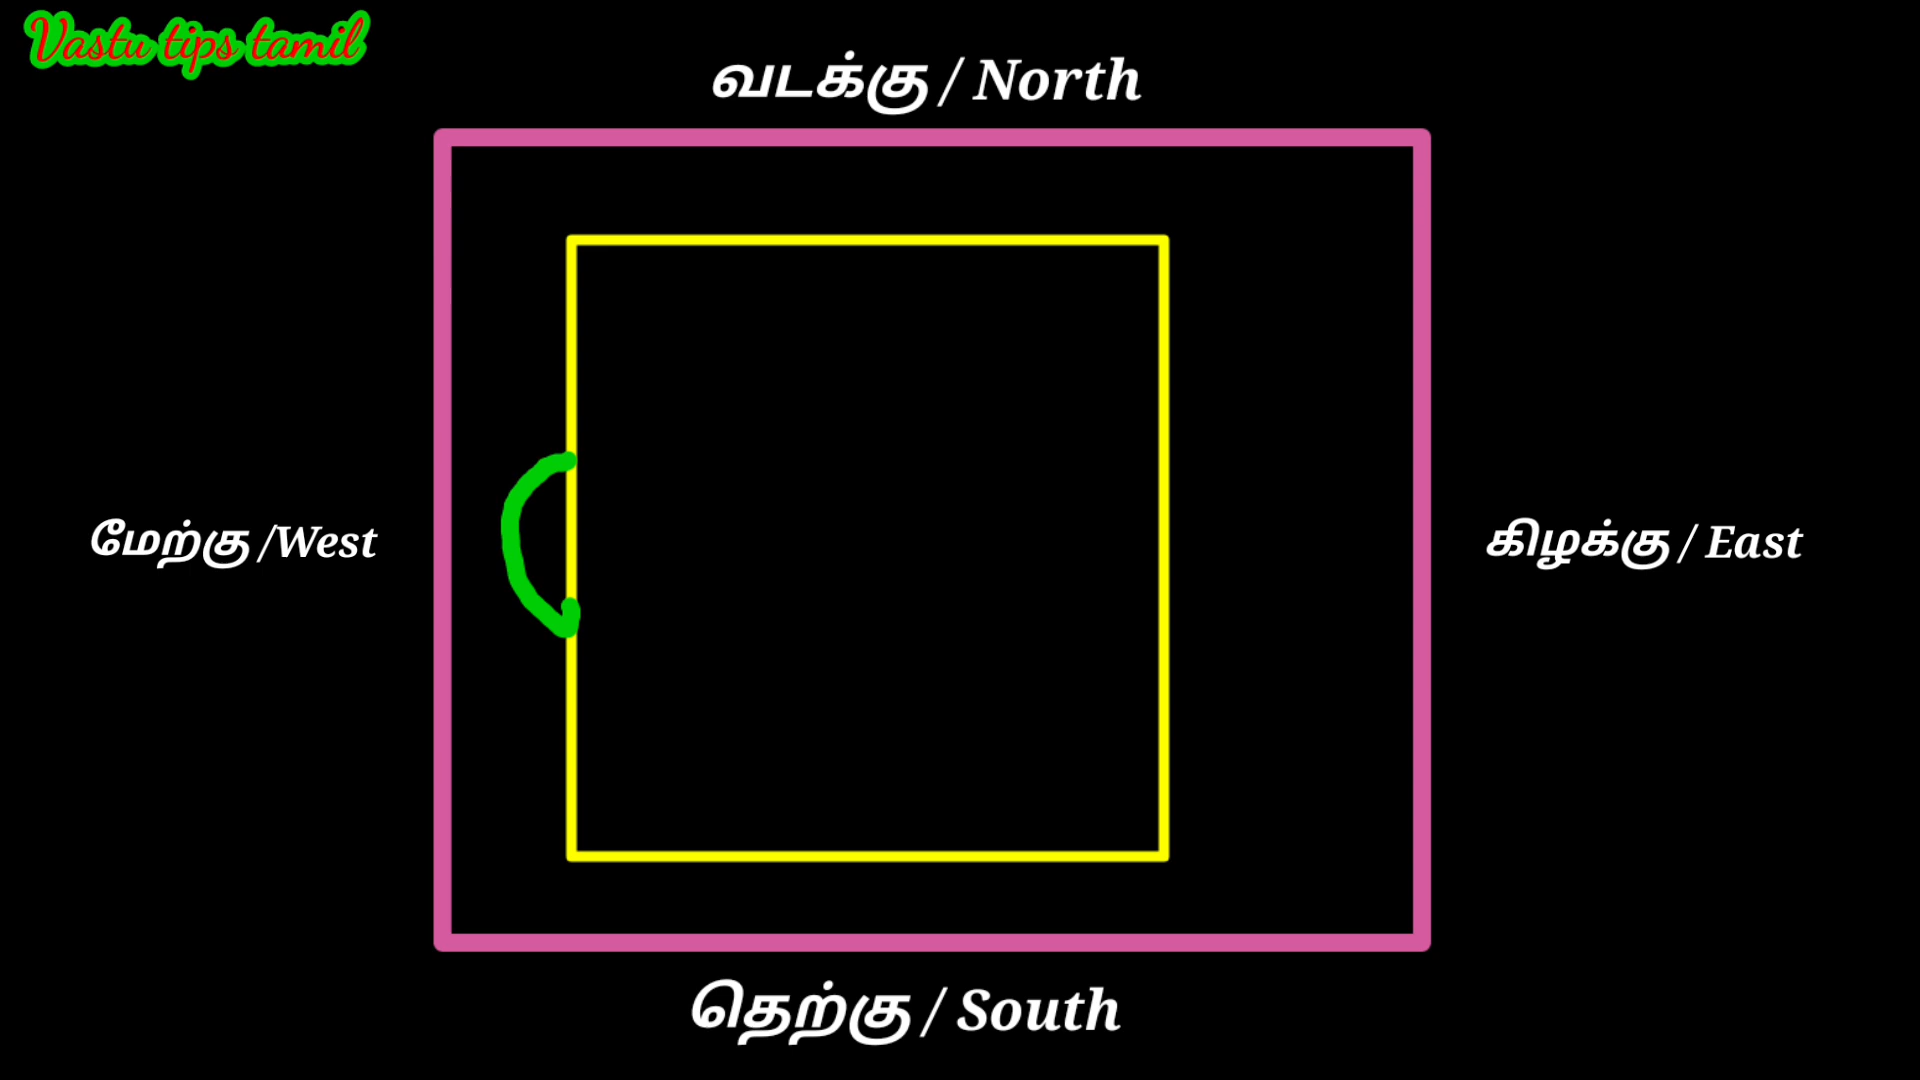 Vastu tips tamil
வடக்கு / North
மேற்கு /West
கிழக்கு / East
தெற்கு / South